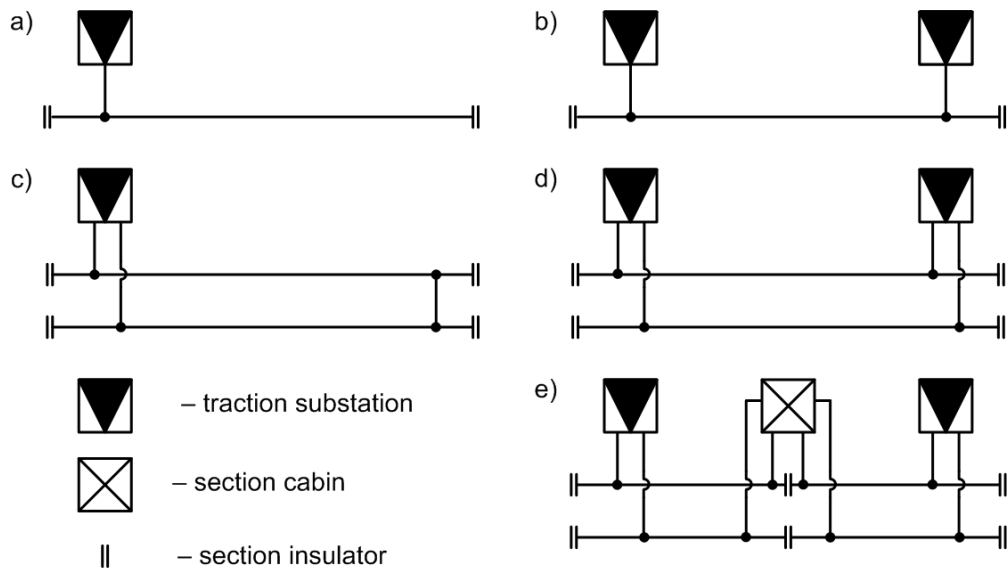 a)
b)
c)
d)
– traction substation
e)
– section cabin
– section insulator